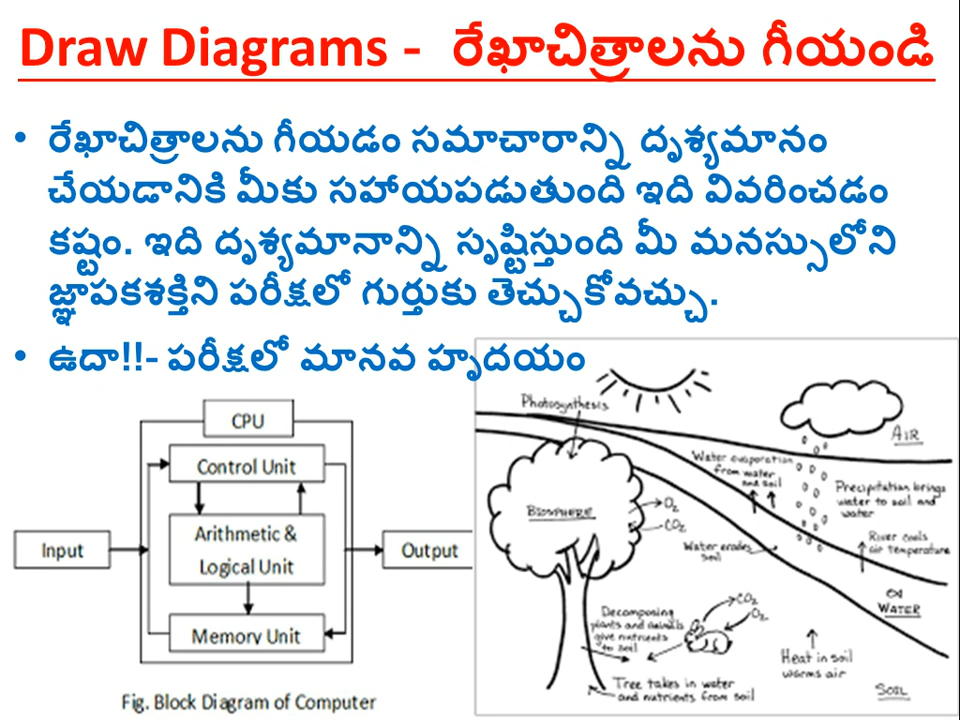 Draw Diagrams - రేఖాచిత్రాలను గీయండి
• రేఖాచిత్రాలను గీయడం సమాచారాన్ని దృశ్యమానం
చేయడానికి మీకు సహాయపడుతుంది ఇది వివరించడం
కష్టం. ఇది దృశ్యమానాన్ని సృష్టిస్తుంది మీ మనస్సులోని
జ్ఞాపకశక్తిని పరీక్షలో గుర్తుకు తెచ్చుకోవచ్చు.
• ఉదా!!- పరీక్షలో మానవ హృదయం
CPU
Control Unit
Input
Arithmetic &
Logical Unit
Output
Memory Unit
Fig. Block Diagram of Computer
Photosynthesis
AIR
Water evaporation
from water
and soil
Precipitation brings
water to soil and
water
BIOSPHERE
O₂
CO₂
Water erodes
soil
River cools
air temperature
WATER
CO₂
O₂
Decomposing
plants and animals
give nutrients
to soil
Heat in soil
warms air
Tree takes in water
and nutrients from soil
SOIL